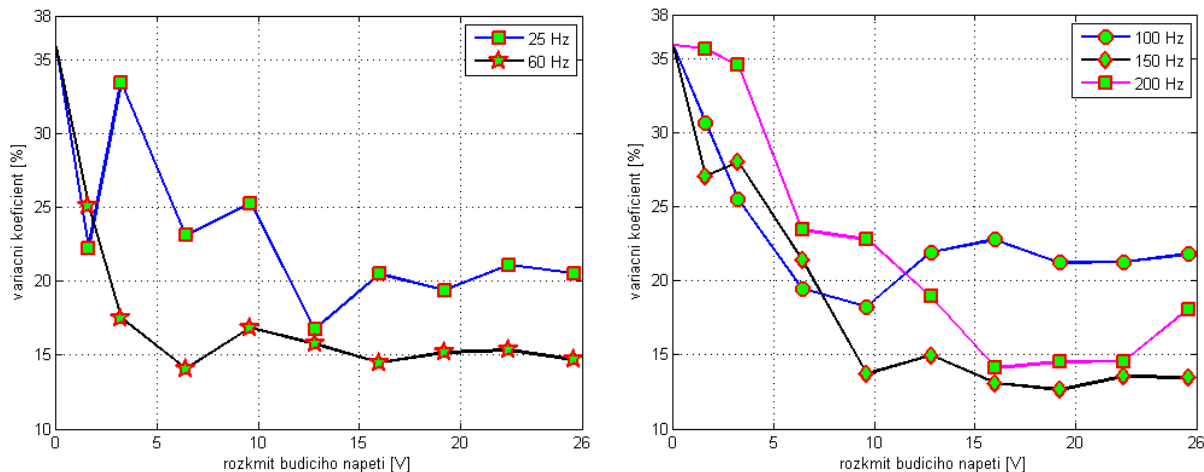 38
35
30
25
20
15
10
variacni koeficient [%]
0 5 10 15 20 26
rozkmit budiciho napeti [V]
25 Hz
60 Hz
38
35
30
25
20
15
10
variacni koeficient [%]
0 5 10 15 20 26
rozkmit budiciho napeti [V]
100 Hz
150 Hz
200 Hz